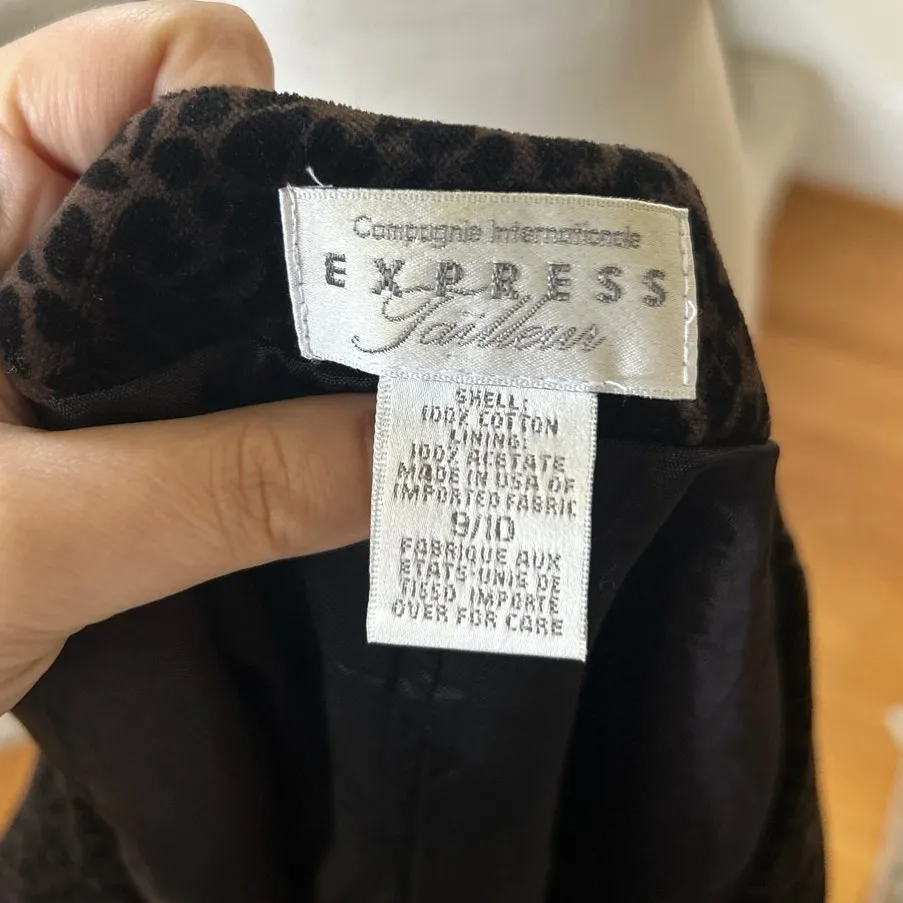 Compagnie Internationale
EXPRESS
Tailleur
SHELL:
100% COTTON
LINING:
100% ACETATE
MADE IN USA OF
IMPORTED FABRIC
9/10
FABRIQUE AUX
ETATS-UNIS DE
TISSU IMPORTE
OVER FOR CARE